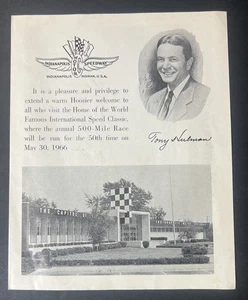 INDIANAPOLIS SPEEDWAY
INDIANAPOLIS INDIANA, U.S.A.
It is a pleasure and privilege to
extend a warm Hoosier welcome to
all who visit the Home of the World
Famous International Speed Classic,
where the annual 500-Mile Race
will be run for the 50th time on
May 30, 1966
Tony Hulman
THE